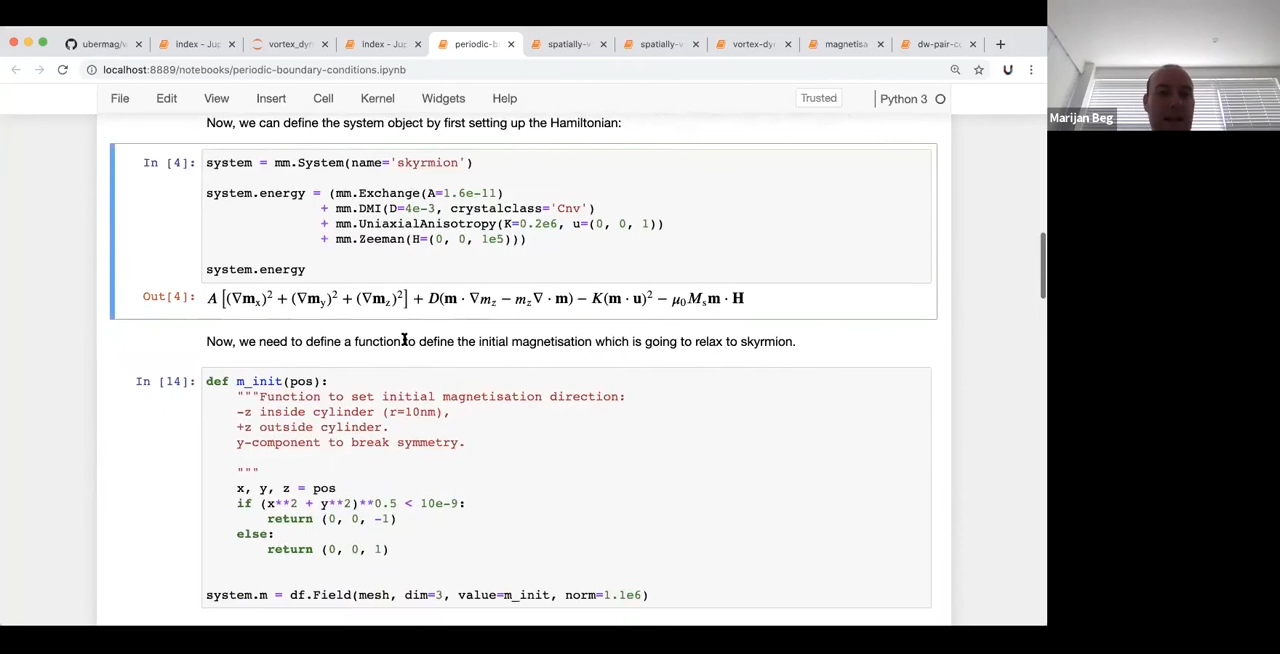 ubermag/
index - Ju
vortex_dyn
index - Ju
periodic-b
spatially-v
spatially-v
vortex-dy
magnetisa
dw-pair-c
localhost:8889/notebooks/periodic-boundary-conditions.ipynb
File Edit View Insert Cell Kernel Widgets Help Trusted Python 3
Marijan Beg
Now, we can define the system object by first setting up the Hamiltonian:
In [4]: system = mm.System(name='skyrmion')
system.energy = (mm.Exchange(A=1.6e-11)
+ mm.DMI(D=4e-3, crystalclass='Cnv')
+ mm.UniaxialAnisotropy(K=0.2e6, u=(0, 0, 1))
+ mm.Zeeman(H=(0, 0, 1e5)))
system.energy
Out[4]: A [(∇m_x)² + (∇m_y)² + (∇m_z)²] + D(m · ∇m_z − m_z∇ · m) − K(m · u)² − μ₀M_s m · H
Now, we need to define a function to define the initial magnetisation which is going to relax to skyrmion.
In [14]: def m_init(pos):
"""Function to set initial magnetisation direction:
-z inside cylinder (r=10nm),
+z outside cylinder.
y-component to break symmetry.
"""
x, y, z = pos
if (x**2 + y**2)**0.5 < 10e-9:
return (0, 0, -1)
else:
return (0, 0, 1)
system.m = df.Field(mesh, dim=3, value=m_init, norm=1.1e6)